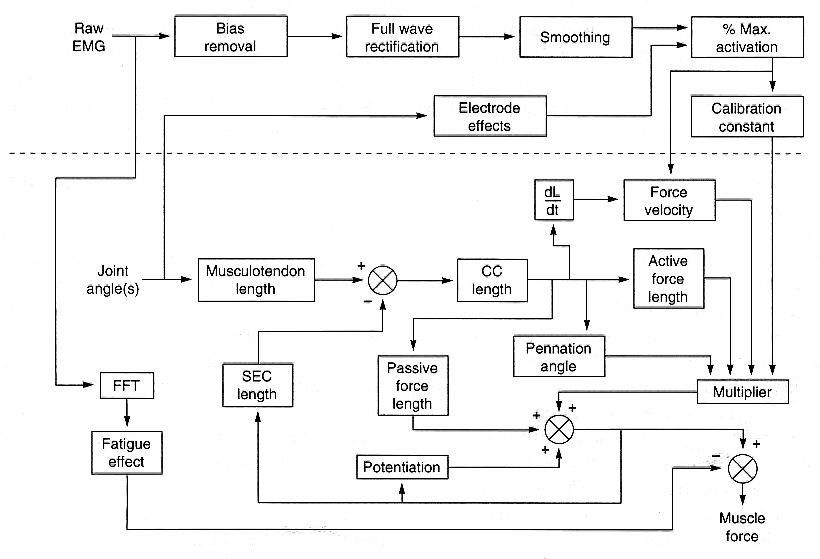 Raw
EMG
Bias
removal
Full wave
rectification
Smoothing
% Max.
activation
Electrode
effects
Calibration
constant
dL
dt
Force
velocity
Joint
angle(s)
Musculotendon
length
+
−
CC
length
Active
force
length
SEC
length
Passive
force
length
Pennation
angle
FFT
Multiplier
+
+
+
Fatigue
effect
Potentiation
+
−
Muscle
force